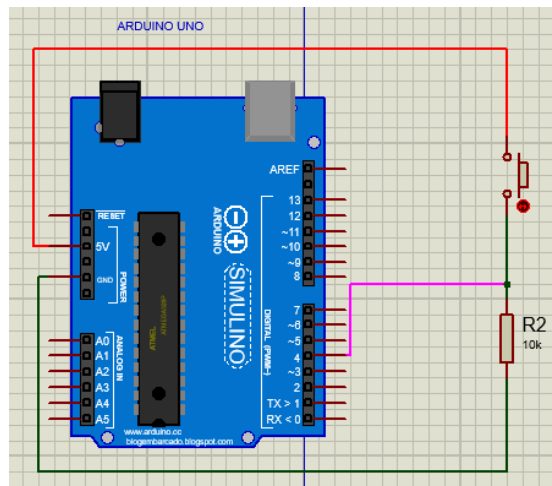 ARDUINO UNO
AREF
RESET
5V
GND
POWER
13
12
~11
~10
~9
8
ARDUINO
SIMULINO
ATMEL
DIGITAL (PWM~)
7
~6
~5
4
~3
2
TX > 1
RX < 0
ANALOG IN
A0
A1
A2
A3
A4
A5
www.arduino.cc
blogembarcado.blogspot.com
R2
10k